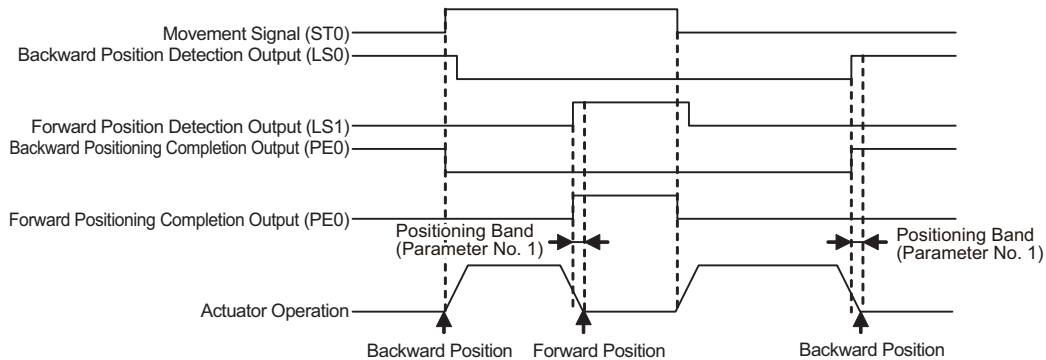 Movement Signal (ST0)
Backward Position Detection Output (LS0)
Forward Position Detection Output (LS1)
Backward Positioning Completion Output (PE0)
Forward Positioning Completion Output (PE0)
Positioning Band
(Parameter No. 1)
Positioning Band
(Parameter No. 1)
Actuator Operation
Backward Position
Forward Position
Backward Position